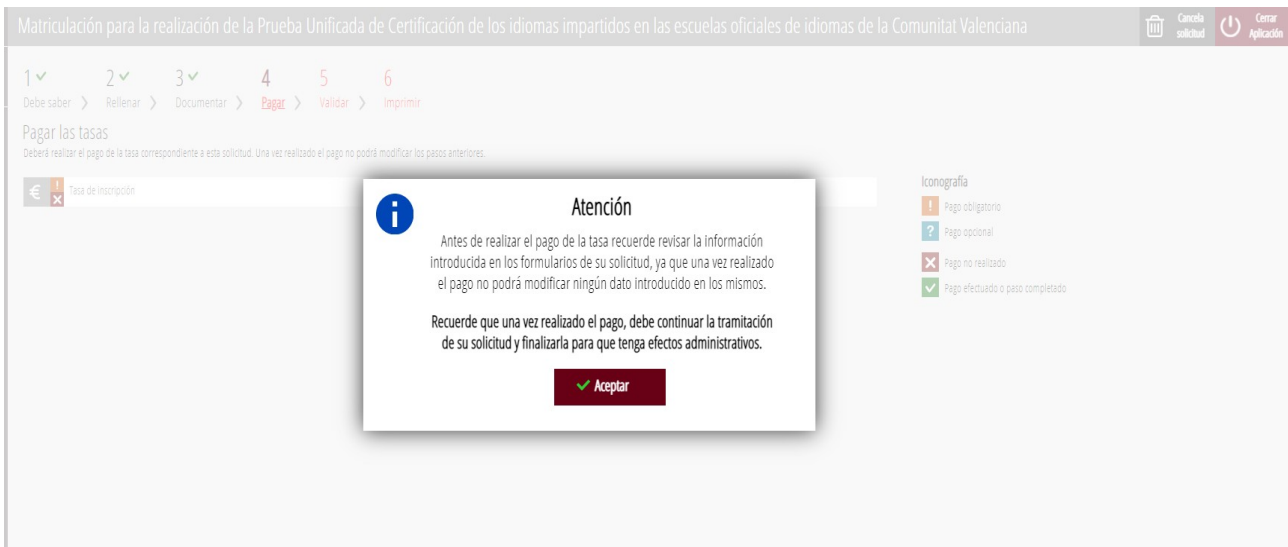 Matriculación para la realización de la Prueba Unificada de Certificación de los idiomas impartidos en las escuelas oficiales de idiomas de la Comunitat Valenciana
Cancela
solicitud
Cerrar
Aplicación
1 2 3 4 5 6
Debe saber > Rellenar > Documentar > Pagar > Validar > Imprimir
Pagar las tasas
Deberá realizar el pago de la tasa correspondiente a esta solicitud. Una vez realizado el pago no podrá modificar los pasos anteriores.
€ ! Tasa de Inscripción
Atención
Antes de realizar el pago de la tasa recuerde revisar la información
introducida en los formularios de su solicitud, ya que una vez realizado
el pago no podrá modificar ningún dato introducido en los mismos.
Recuerde que una vez realizado el pago, debe continuar la tramitación
de su solicitud y finalizarla para que tenga efectos administrativos.
Aceptar
Iconografía
! Pago obligatorio
? Pago opcional
Pago no realizado
Pago efectuado o paso completado